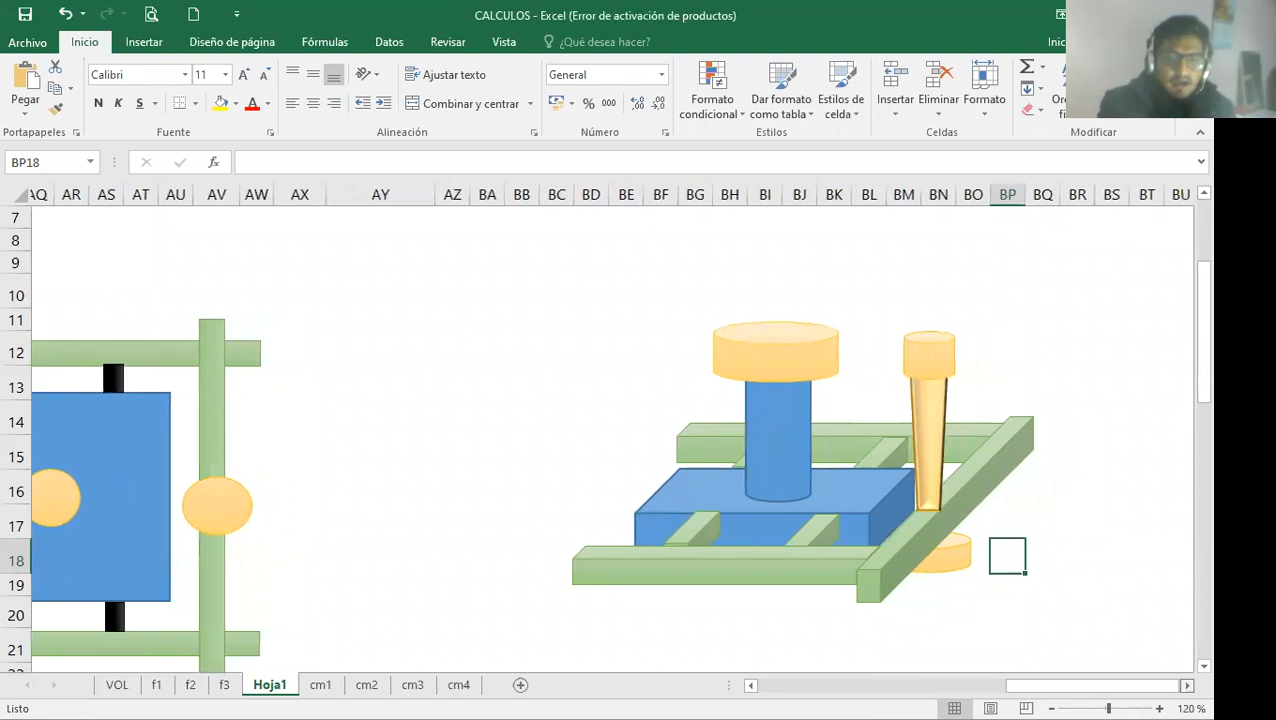 CALCULOS - Excel (Error de activación de productos)
Archivo Inicio Insertar Diseño de página Fórmulas Datos Revisar Vista ¿Qué desea hacer? Inic
Pegar
Calibri 11
N K S
Ajustar texto
Combinar y centrar
General
% 000
Formato condicional
Dar formato como tabla
Estilos de celda
Insertar Eliminar Formato
Portapapeles Fuente Alineación Número Estilos Celdas Modificar
BP18 fx
AQ AR AS AT AU AV AW AX AY AZ BA BB BC BD BE BF BG BH BI BJ BK BL BM BN BO BP BQ BR BS BT BU
7
8
9
10
11
12
13
14
15
16
17
18
19
20
21
VOL f1 f2 f3 Hoja1 cm1 cm2 cm3 cm4
Listo 120 %